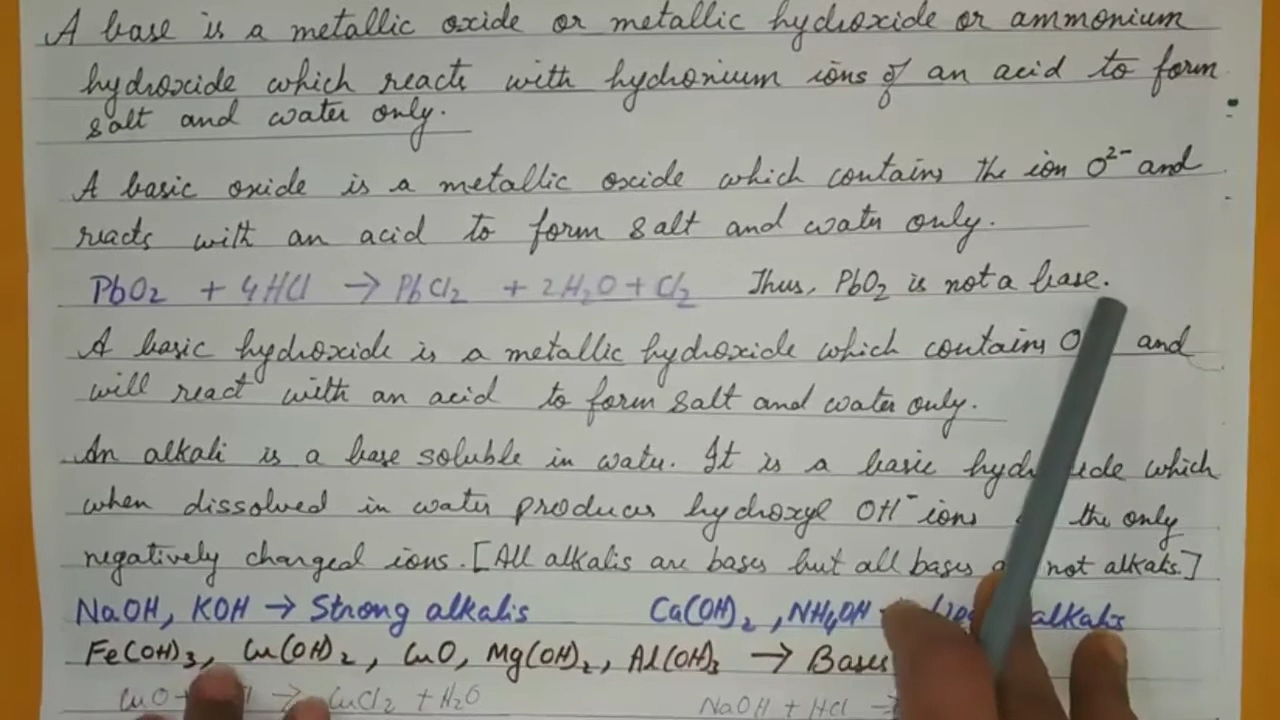 A base is a metallic oxide or metallic hydroxide or ammonium
hydroxide which reacts with hydronium ions of an acid to form
salt and water only.
A basic oxide is a metallic oxide which contains the ion O²⁻ and
reacts with an acid to form salt and water only.
PbO₂ + 4HCl → PbCl₂ + 2H₂O + Cl₂ Thus, PbO₂ is not a base.
A basic hydroxide is a metallic hydroxide which contains and
will react with an acid to form salt and water only.
An alkali is a base soluble in water. It is a basic which
when dissolved in water produces hydroxyl OH⁻ ions the only
negatively charged ions. [All alkalis are bases but all bases not alkalis.]
NaOH, KOH → Strong alkalis Ca(OH)₂, NH₄OH alkalis
Fe(OH)₃, Cu(OH)₂, CuO, Mg(OH)₂, Al(OH)₃ → Bases
CuO + → CuCl₂ + H₂O NaOH + HCl →